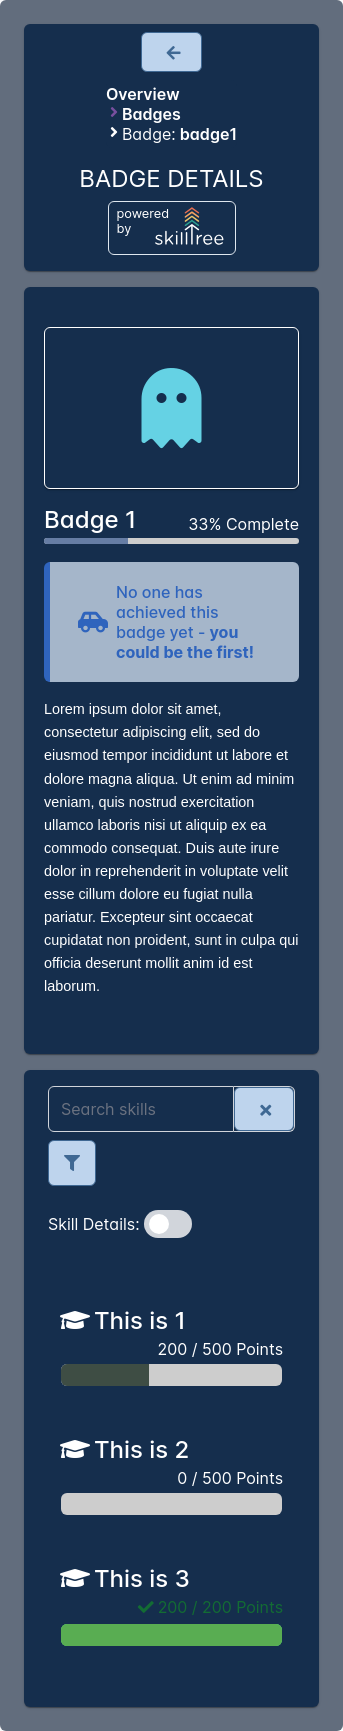 Overview
Badges
Badge: badge1
BADGE DETAILS
powered
by
skilltree
Badge 1
33% Complete
No one has
achieved this
badge yet - you
could be the first!
Lorem ipsum dolor sit amet,
consectetur adipiscing elit, sed do
eiusmod tempor incididunt ut labore et
dolore magna aliqua. Ut enim ad minim
veniam, quis nostrud exercitation
ullamco laboris nisi ut aliquip ex ea
commodo consequat. Duis aute irure
dolor in reprehenderit in voluptate velit
esse cillum dolore eu fugiat nulla
pariatur. Excepteur sint occaecat
cupidatat non proident, sunt in culpa qui
officia deserunt mollit anim id est
laborum.
Search skills
Skill Details:
This is 1
200 / 500 Points
This is 2
0 / 500 Points
This is 3
200 / 200 Points